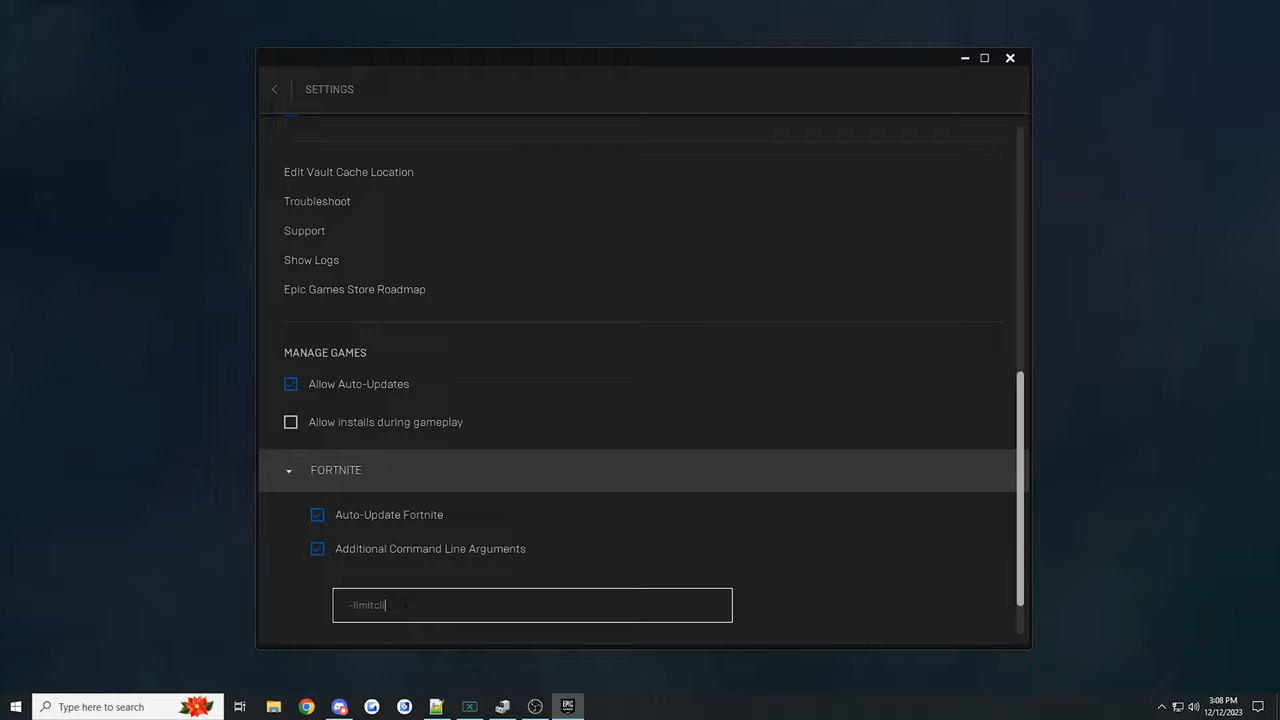 SETTINGS
Edit Vault Cache Location
Troubleshoot
Support
Show Logs
Epic Games Store Roadmap
MANAGE GAMES
Allow Auto-Updates
Allow installs during gameplay
FORTNITE
Auto-Update Fortnite
Additional Command Line Arguments
-limitcli
Type here to search
EPIC
3:08 PM
12/12/2023